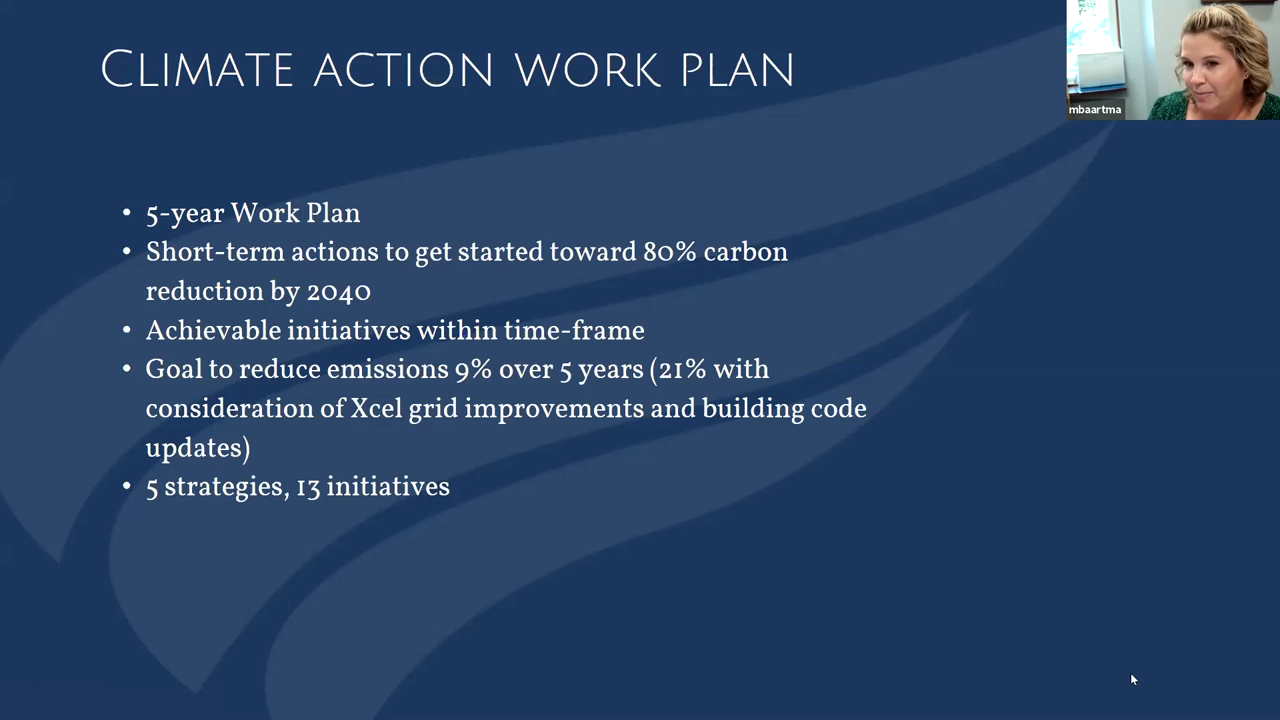 CLIMATE ACTION WORK PLAN
mbaartma
• 5-year Work Plan
• Short-term actions to get started toward 80% carbon
reduction by 2040
• Achievable initiatives within time-frame
• Goal to reduce emissions 9% over 5 years (21% with
consideration of Xcel grid improvements and building code
updates)
• 5 strategies, 13 initiatives